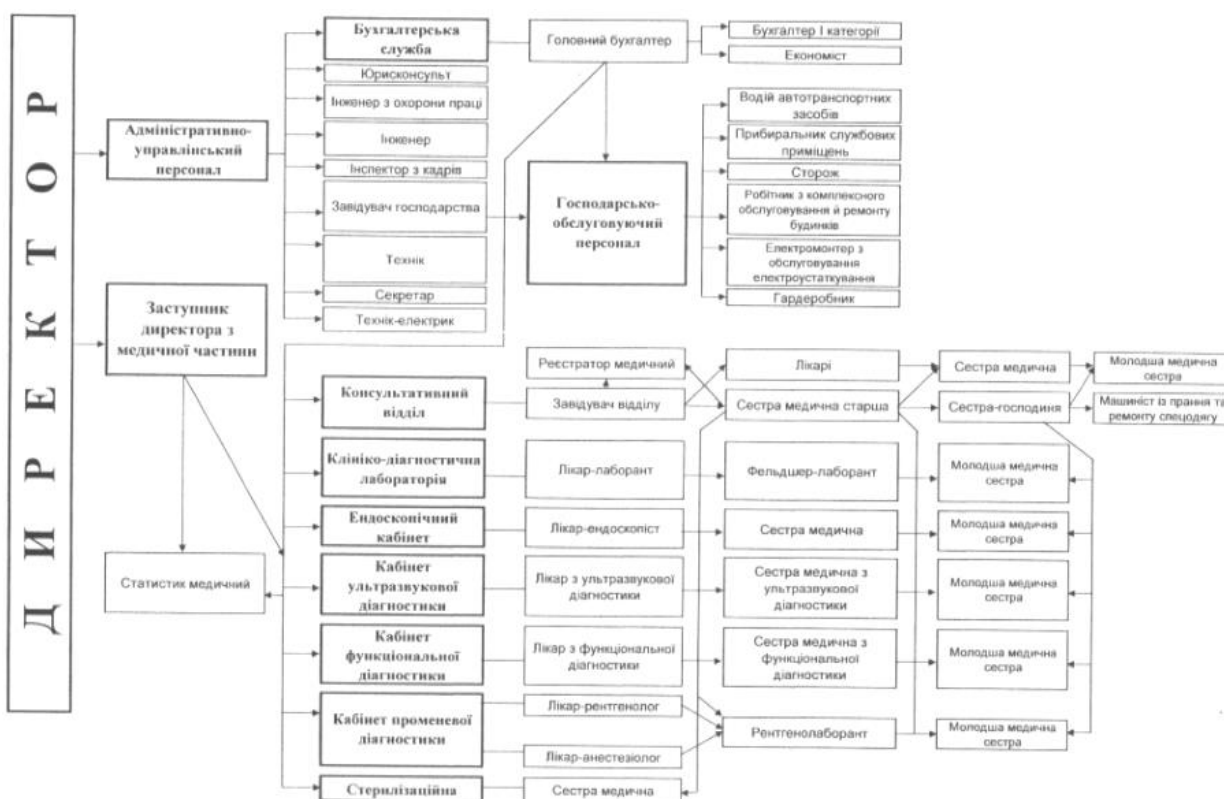 ДИРЕКТОР
Адміністративно-
управлінський
персонал
Заступник
директора з
медичної частини
Статистик медичний
Бухгалтерська
служба
Юрисконсульт
Інженер з охорони праці
Інженер
Інспектор з кадрів
Завідувач господарства
Технік
Секретар
Технік-електрик
Головний бухгалтер
Бухгалтер І категорії
Економіст
Господарсько-
обслуговуючий
персонал
Водій автотранспортних
засобів
Прибиральник службових
приміщень
Сторож
Робітник з комплексного
обслуговування й ремонту
будинків
Електромонтер з
обслуговування
електроустаткування
Гардеробник
Консультативний
відділ
Реєстратор медичний
Завідувач відділу
Лікарі
Сестра медична старша
Сестра медична
Сестра-господиня
Молодша медична
сестра
Машиніст із прання та
ремонту спецодягу
Клініко-діагностична
лабораторія
Лікар-лаборант
Фельдшер-лаборант
Молодша медична
сестра
Ендоскопічний
кабінет
Лікар-ендоскопіст
Сестра медична
Молодша медична
сестра
Кабінет
ультразвукової
діагностики
Лікар з ультразвукової
діагностики
Сестра медична з
ультразвукової
діагностики
Молодша медична
сестра
Кабінет
функціональної
діагностики
Лікар з функціональної
діагностики
Сестра медична з
функціональної
діагностики
Молодша медична
сестра
Кабінет променевої
діагностики
Лікар-рентгенолог
Лікар-анестезіолог
Рентгенолаборант
Молодша медична
сестра
Стерилізаційна
Сестра медична